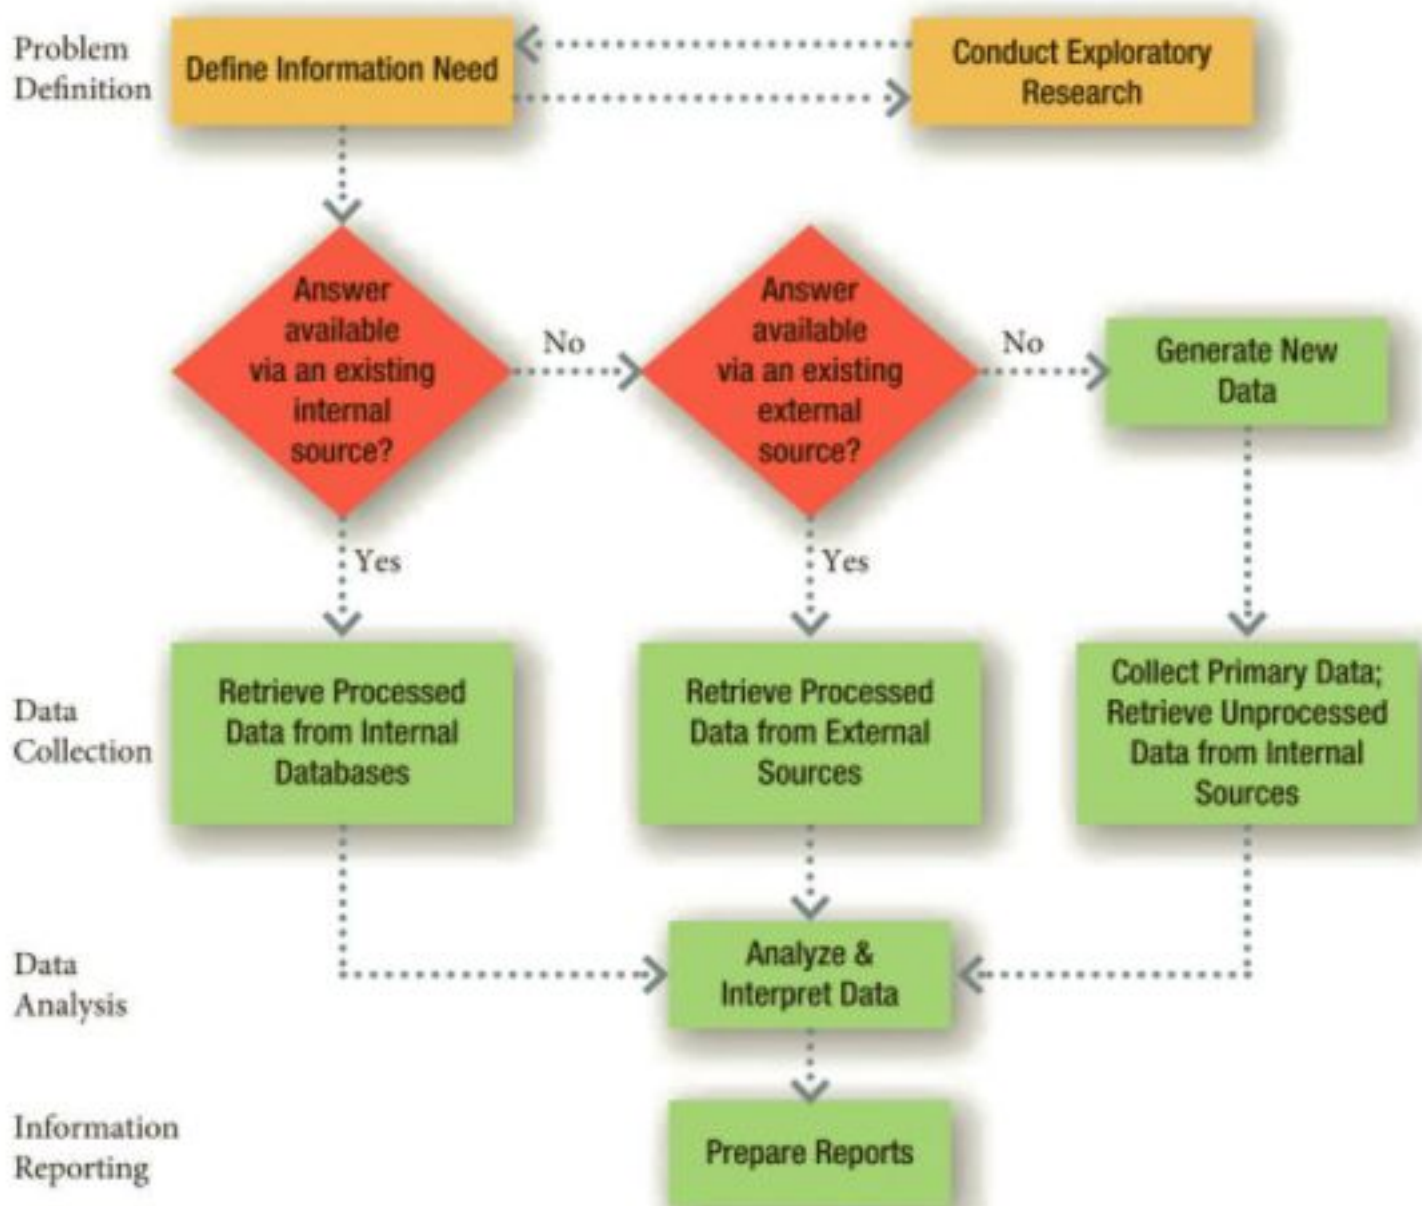 Problem
Definition
Define Information Need
Conduct Exploratory
Research
Answer
available
via an existing
internal
source?
No
Answer
available
via an existing
external
source?
No
Generate New
Data
Yes
Yes
Data
Collection
Retrieve Processed
Data from Internal
Databases
Retrieve Processed
Data from External
Sources
Collect Primary Data;
Retrieve Unprocessed
Data from Internal
Sources
Data
Analysis
Analyze &
Interpret Data
Information
Reporting
Prepare Reports